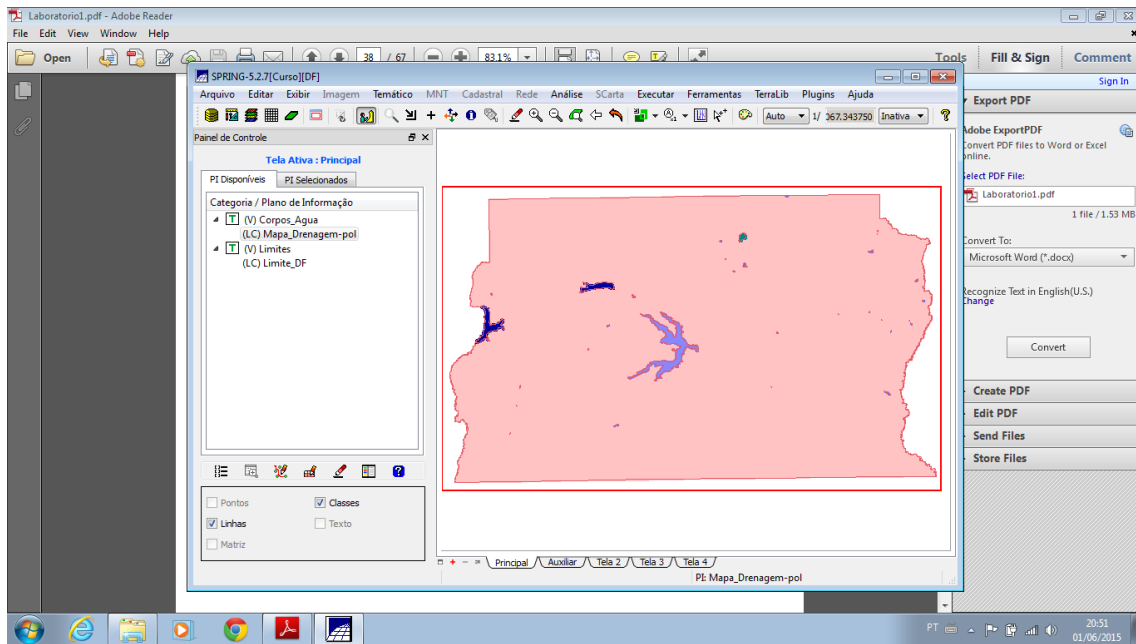 Laboratorio1.pdf - Adobe Reader
File Edit View Window Help
Open 38 / 67 83.1% Tools Fill & Sign Comment
Sign In
SPRING-5.2.7[Curso][DF]
Arquivo Editar Exibir Imagem Temático MNT Cadastral Rede Análise SCarta Executar Ferramentas TerraLib Plugins Ajuda
Auto 1/ 367.343750 Inativa
Painel de Controle
Tela Ativa : Principal
PI Disponíveis PI Selecionados
Categoria / Plano de Informação
(V) Corpos_Agua
(LC) Mapa_Drenagem-pol
(V) Limites
(LC) Limite_DF
Pontos Classes
Linhas Texto
Matriz
Principal Auxiliar Tela 2 Tela 3 Tela 4
PI: Mapa_Drenagem-pol
Export PDF
Adobe ExportPDF
Convert PDF files to Word or Excel
online.
Select PDF File:
Laboratorio1.pdf
1 file / 1.53 MB
Convert To:
Microsoft Word (*.docx)
Recognize Text in English(U.S.)
Change
Convert
Create PDF
Edit PDF
Send Files
Store Files
PT
20:51
01/06/2015